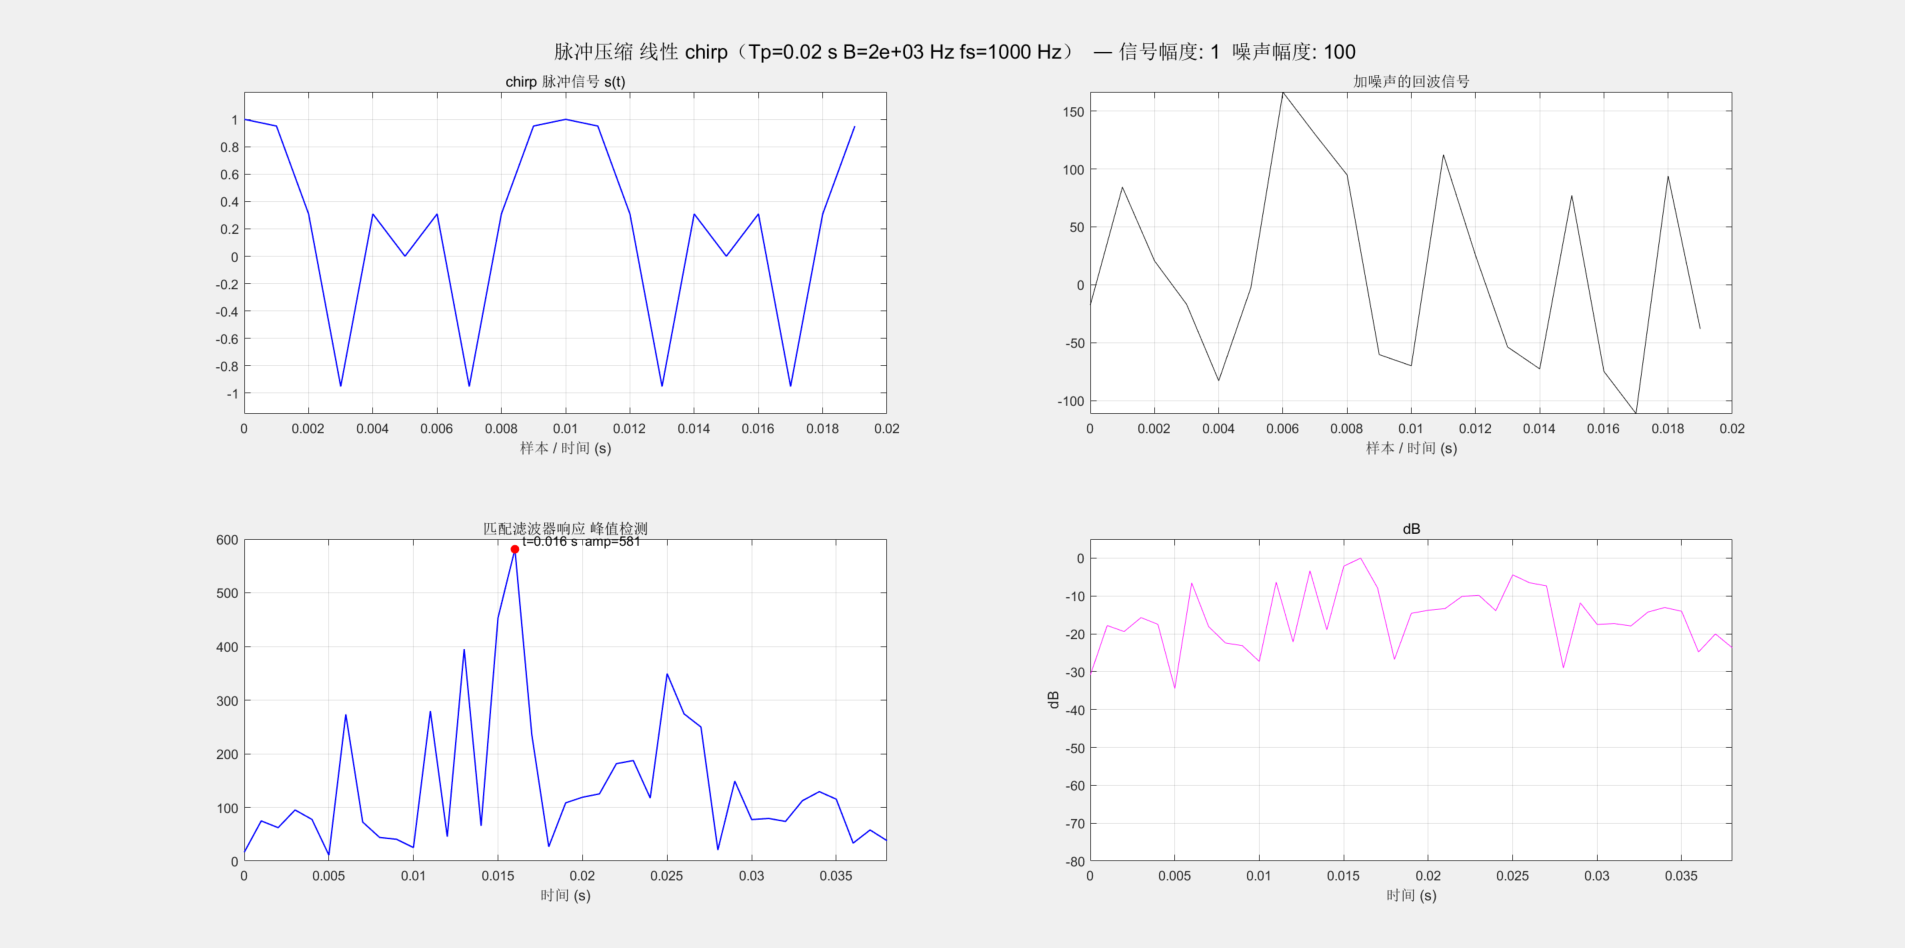 脉冲压缩 线性 chirp（Tp=0.02 s B=2e+03 Hz fs=1000 Hz） — 信号幅度: 1 噪声幅度: 100
chirp 脉冲信号 s(t)
1
0.8
0.6
0.4
0.2
0
-0.2
-0.4
-0.6
-0.8
-1
0 0.002 0.004 0.006 0.008 0.01 0.012 0.014 0.016 0.018 0.02
样本 / 时间 (s)
加噪声的回波信号
150
100
50
0
-50
-100
0 0.002 0.004 0.006 0.008 0.01 0.012 0.014 0.016 0.018 0.02
样本 / 时间 (s)
匹配滤波器响应 峰值检测
t=0.016 s amp=581
600
500
400
300
200
100
0
0 0.005 0.01 0.015 0.02 0.025 0.03 0.035
时间 (s)
dB
0
-10
-20
-30
-40
-50
-60
-70
-80
dB
0 0.005 0.01 0.015 0.02 0.025 0.03 0.035
时间 (s)